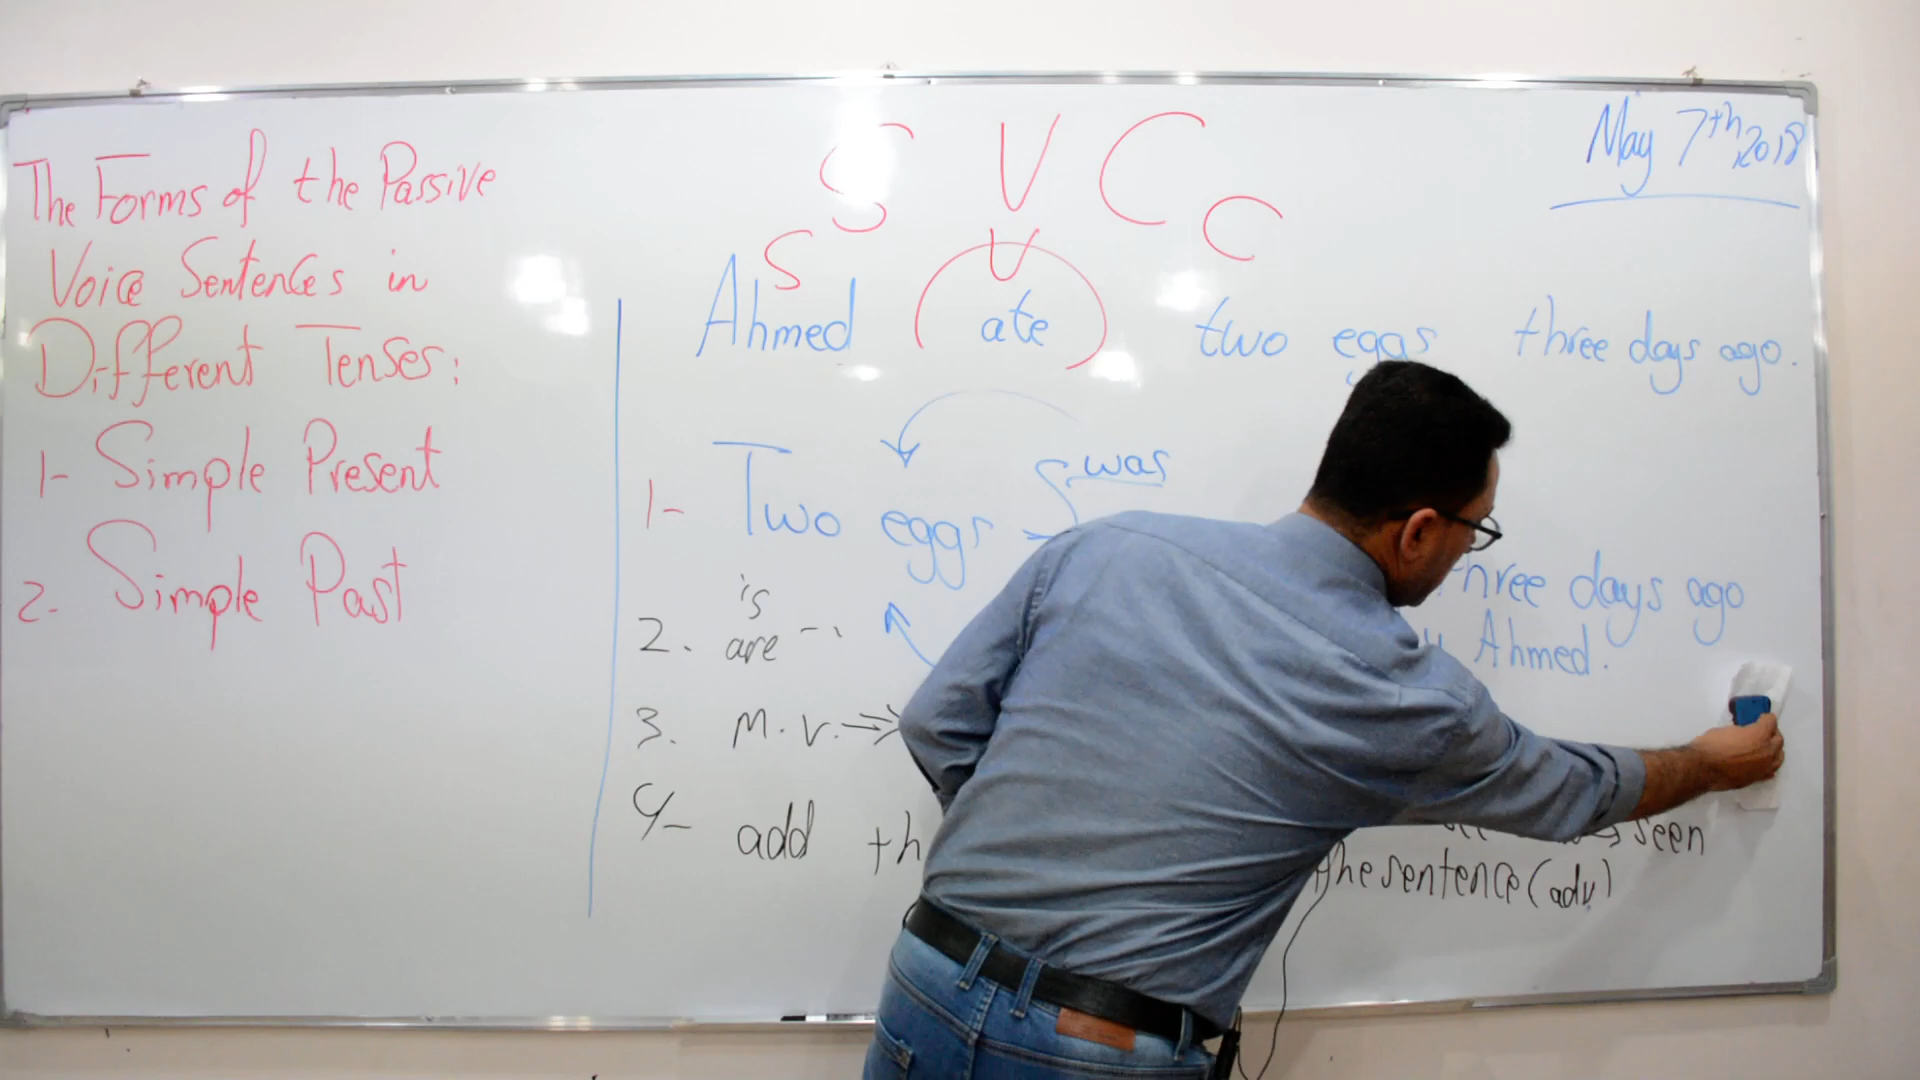 The Forms of the Passive
Voice Sentences in
Different Tenses:
1- Simple Present
2- Simple Past
May 7th, 2018
S V C C
S V
Ahmed ate two eggs three days ago.
1- Two eggs was
three days ago
Ahmed.
is
2. are
3. M.V.
4- add
seen
the sentence (adv)